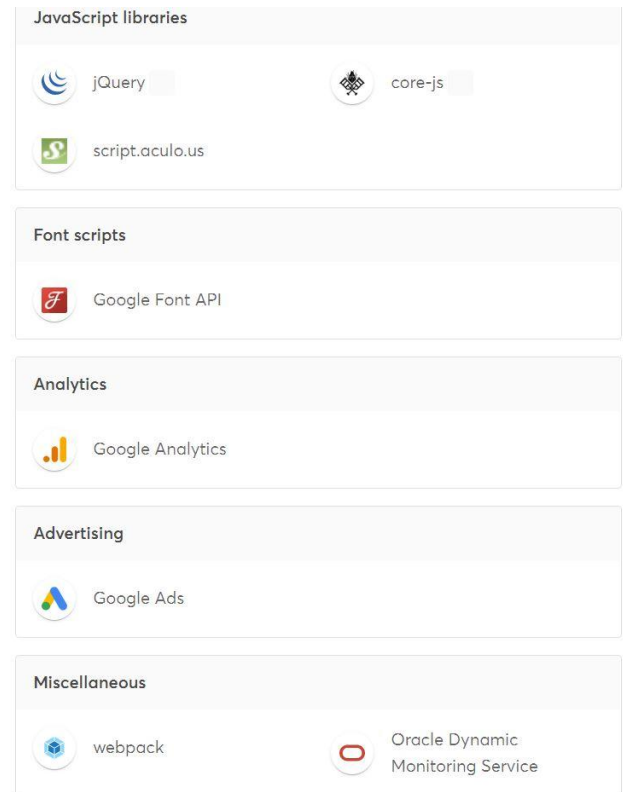 JavaScript libraries
jQuery
core-js
script.aculo.us
Font scripts
Google Font API
Analytics
Google Analytics
Advertising
Google Ads
Miscellaneous
webpack
Oracle Dynamic
Monitoring Service